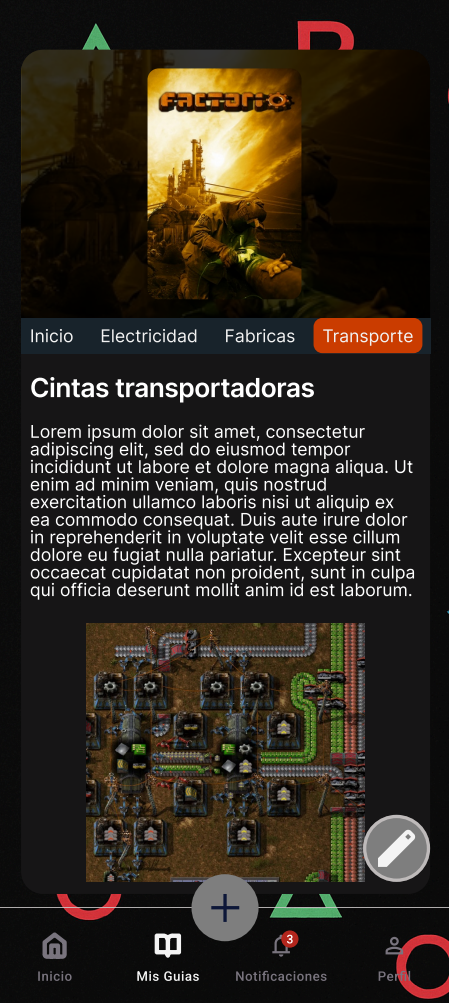 FACTORIO
Inicio Electricidad Fabricas Transporte
Cintas transportadoras
Lorem ipsum dolor sit amet, consectetur
adipiscing elit, sed do eiusmod tempor
incididunt ut labore et dolore magna aliqua. Ut
enim ad minim veniam, quis nostrud
exercitation ullamco laboris nisi ut aliquip ex
ea commodo consequat. Duis aute irure dolor
in reprehenderit in voluptate velit esse cillum
dolore eu fugiat nulla pariatur. Excepteur sint
occaecat cupidatat non proident, sunt in culpa
qui officia deserunt mollit anim id est laborum.
3
Inicio Mis Guias Notificaciones Perfil